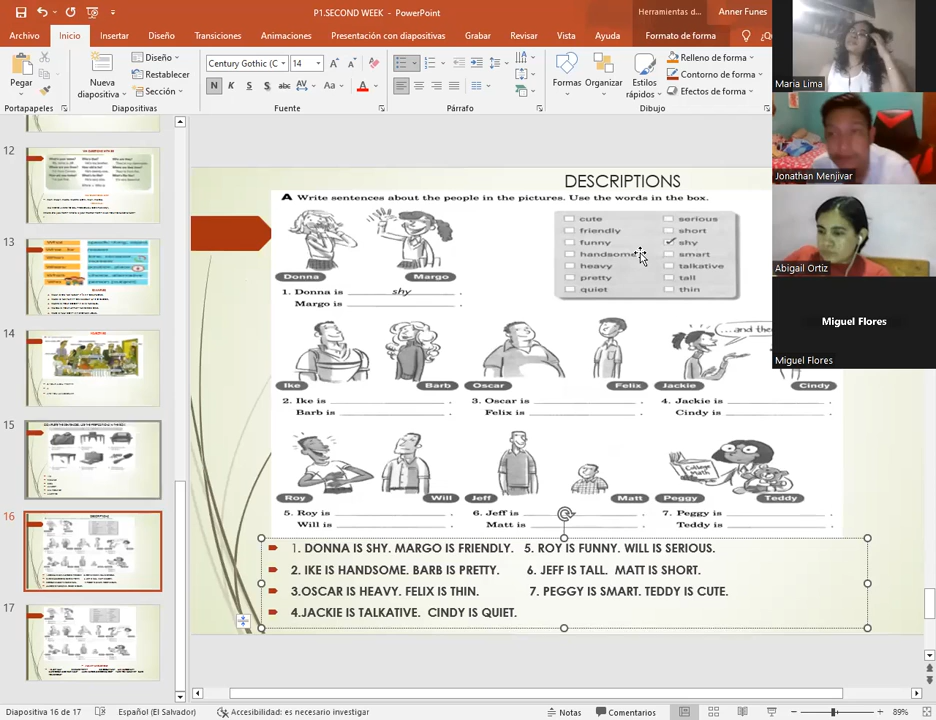 P1.SECOND WEEK - PowerPoint
Herramientas d...
Anner Funes
Archivo Inicio Insertar Diseño Transiciones Animaciones Presentación con diapositivas Grabar Revisar Vista Ayuda Formato de forma
Pegar
Nueva diapositiva
Diseño
Restablecer
Sección
Century Gothic (C
14
N K S S ab AV
Aa A
Formas
Organizar
Estilos rápidos
Relleno de forma
Contorno de forma
Efectos de forma
Portapapeles
Diapositivas
Fuente
Párrafo
Dibujo
Maria Lima
Jonathan Menjivar
Abigail Ortiz
Miguel Flores
Miguel Flores
12
13
14
15
16
17
DESCRIPTIONS
A Write sentences about the people in the pictures. Use the words in the box.
cute serious
friendly short
funny shy
handsome smart
heavy talkative
pretty tall
quiet thin
Donna Margo
1. Donna is shy .
Margo is .
...and the
Ike Barb Oscar Felix Jackie Cindy
2. Ike is . 3. Oscar is . 4. Jackie is .
Barb is . Felix is . Cindy is .
College Math
Roy Will Jeff Matt Peggy Teddy
5. Roy is . 6. Jeff is . 7. Peggy is .
Will is . Matt is . Teddy is .
1. DONNA IS SHY. MARGO IS FRIENDLY. 5. ROY IS FUNNY. WILL IS SERIOUS.
2. IKE IS HANDSOME. BARB IS PRETTY. 6. JEFF IS TALL. MATT IS SHORT.
3.OSCAR IS HEAVY. FELIX IS THIN. 7. PEGGY IS SMART. TEDDY IS CUTE.
4.JACKIE IS TALKATIVE. CINDY IS QUIET.
Diapositiva 16 de 17
Español (El Salvador)
Accesibilidad: es necesario investigar
Notas
Comentarios
89%